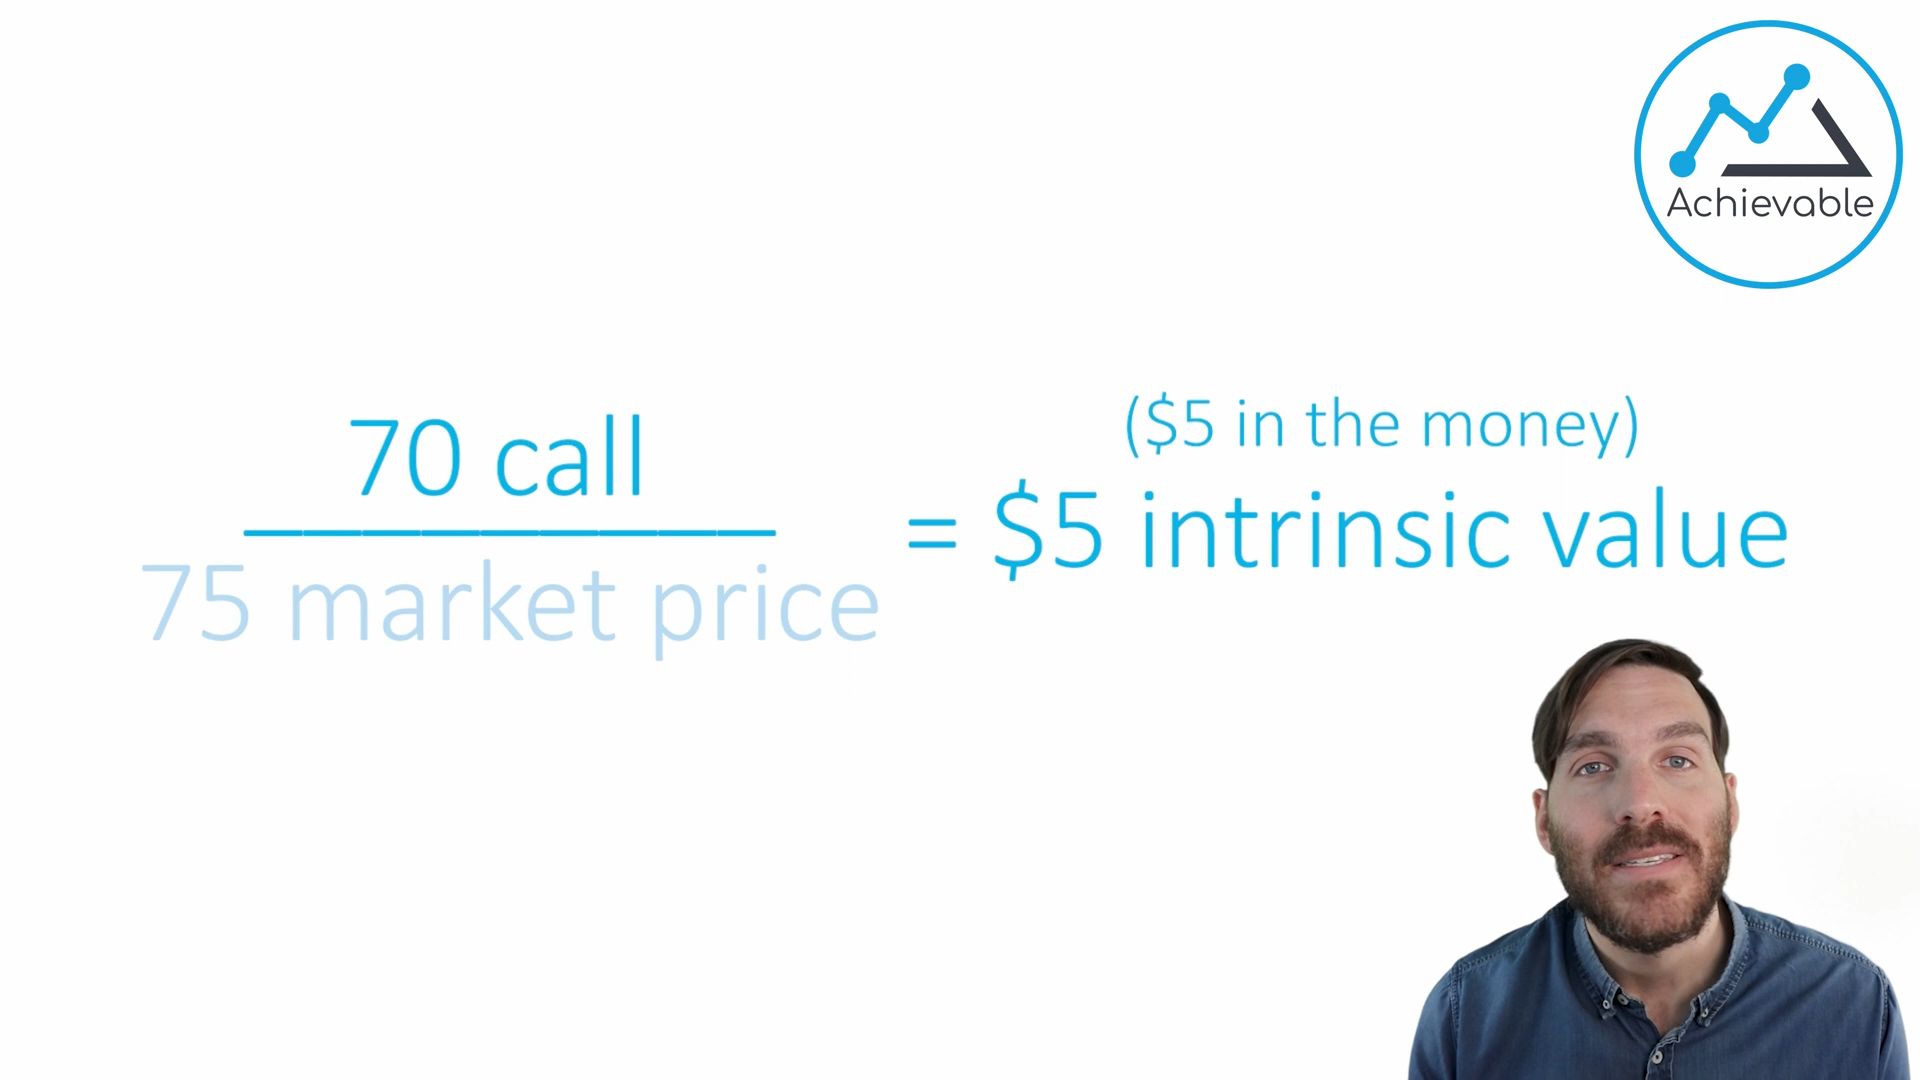 Achievable
70 call
75 market price
=
($5 in the money)
$5 intrinsic value